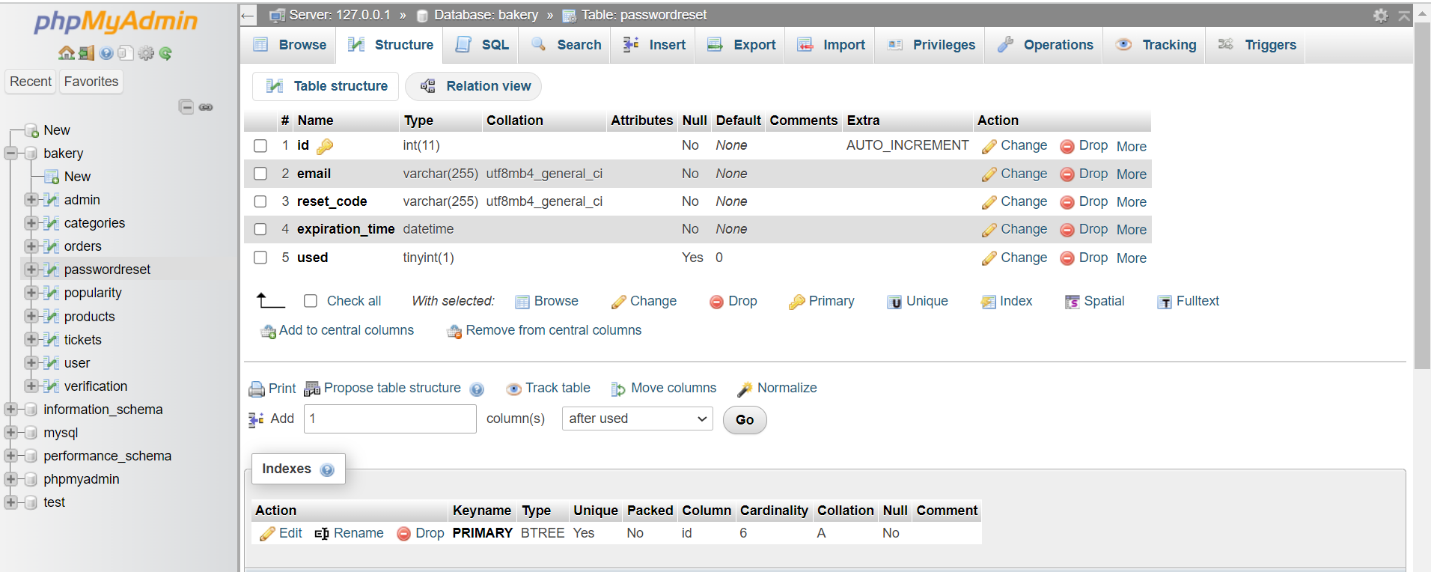 phpMyAdmin
Recent Favorites
New
bakery
New
admin
categories
orders
passwordreset
popularity
products
tickets
user
verification
information_schema
mysql
performance_schema
phpmyadmin
test
← Server: 127.0.0.1 » Database: bakery » Table: passwordreset
Browse Structure SQL Search Insert Export Import Privileges Operations Tracking Triggers
Table structure Relation view
# Name Type Collation Attributes Null Default Comments Extra Action
1 id int(11) No None AUTO_INCREMENT Change Drop More
2 email varchar(255) utf8mb4_general_ci No None Change Drop More
3 reset_code varchar(255) utf8mb4_general_ci No None Change Drop More
4 expiration_time datetime No None Change Drop More
5 used tinyint(1) Yes 0 Change Drop More
Check all With selected: Browse Change Drop Primary Unique Index Spatial Fulltext
Add to central columns Remove from central columns
Print Propose table structure Track table Move columns Normalize
Add 1 column(s) after used Go
Indexes
Action Keyname Type Unique Packed Column Cardinality Collation Null Comment
Edit Rename Drop PRIMARY BTREE Yes No id 6 A No